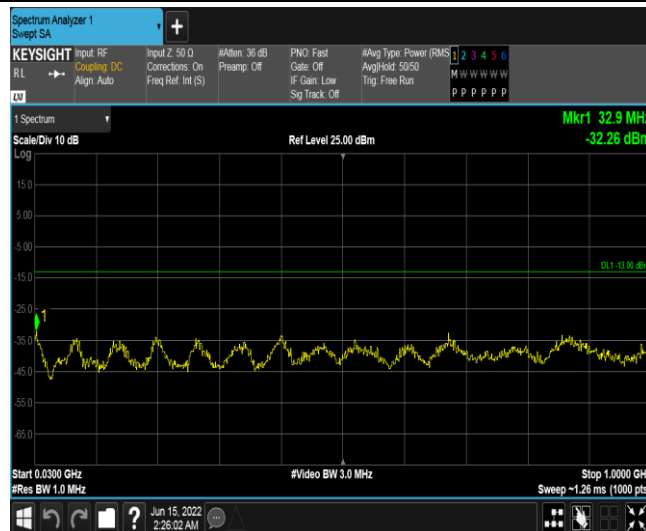 Spectrum Analyzer 1
Swept SA
+
KEYSIGHT
RL
Input: RF
Coupling: DC
Align: Auto
Input Z: 50 Ω
Corrections: On
Freq Ref: Int (S)
#Atten: 36 dB
Preamp: Off
PNO: Fast
Gate: Off
IF Gain: Low
Sig Track: Off
#Avg Type: Power (RMS
Avg|Hold: 50/50
Trig: Free Run
1 2 3 4 5 6
M W W W W W
P P P P P P
LXI
1 Spectrum
Scale/Div 10 dB
Ref Level 25.00 dBm
Mkr1 32.9 MHz
-32.26 dBm
Log
15.0
5.00
-5.00
DL1 -13.00 dBm
-15.0
-25.0
1
-35.0
-45.0
-55.0
-65.0
Start 0.0300 GHz
#Res BW 1.0 MHz
#Video BW 3.0 MHz
Stop 1.0000 GHz
Sweep ~1.26 ms (1000 pts
?
Jun 15, 2022
2:26:02 AM